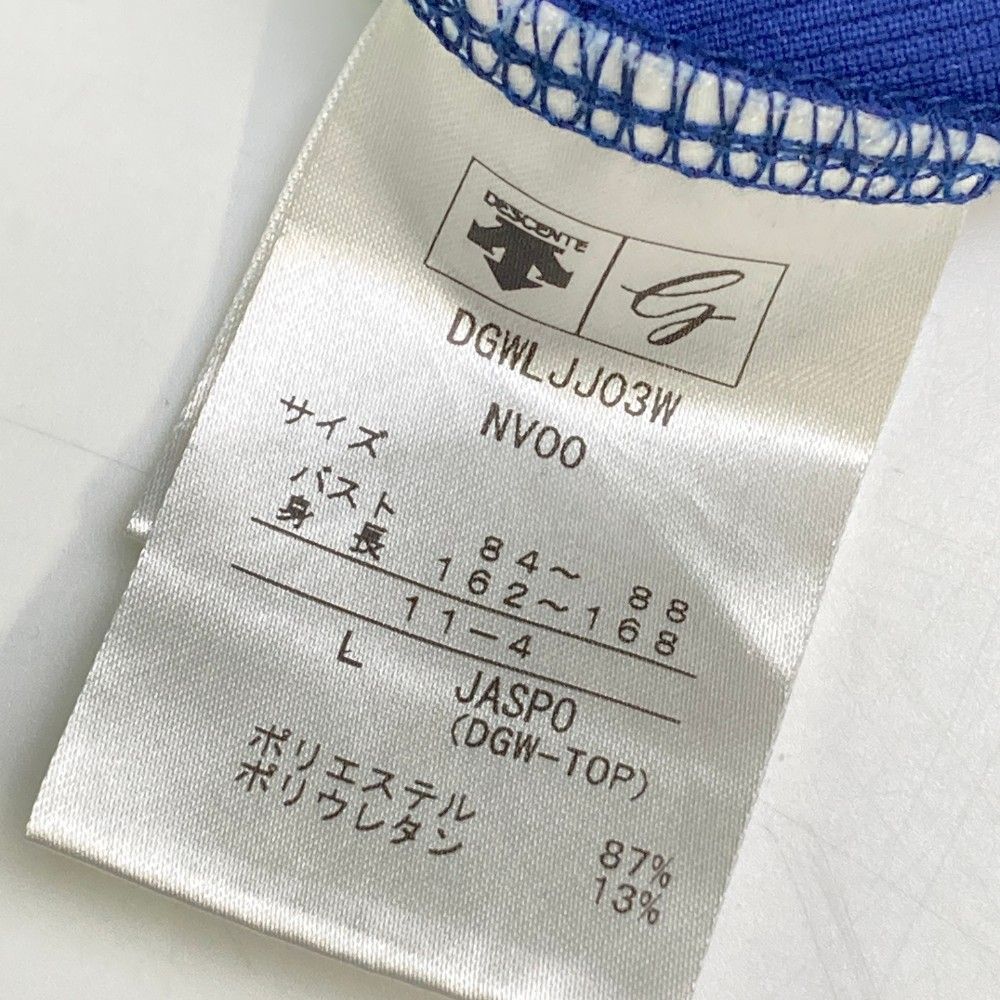 DESCENTE G
DGWLJJ03W
NV00
サイズ
バスト 84～ 88
身長 162～168
11－4
L JASPO
(DGW-TOP)
ポリエステル 87%
ポリウレタン 13%